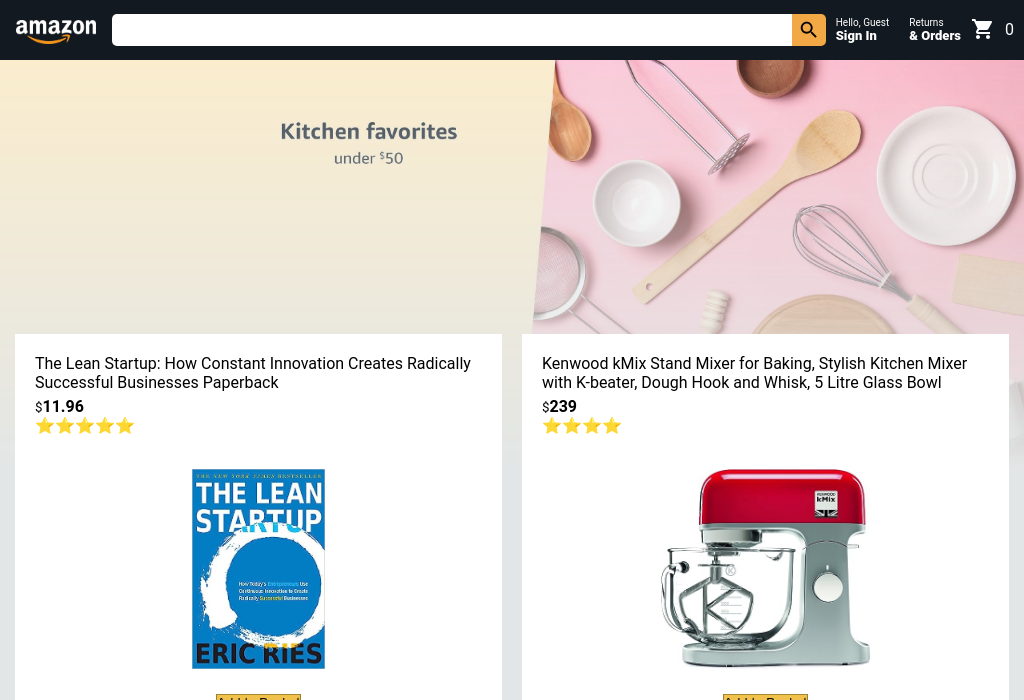 amazon
Hello, Guest
Sign In
Returns
& Orders
0
Kitchen favorites
under $50
The Lean Startup: How Constant Innovation Creates Radically
Successful Businesses Paperback
$11.96
Kenwood kMix Stand Mixer for Baking, Stylish Kitchen Mixer
with K-beater, Dough Hook and Whisk, 5 Litre Glass Bowl
$239
THE NEW YORK TIMES BESTSELLER
THE LEAN
STARTUP
How Today's Entrepreneurs Use
Continuous Innovation to Create
Radically Successful Businesses
ERIC RIES
KENWOOD
kMix
K